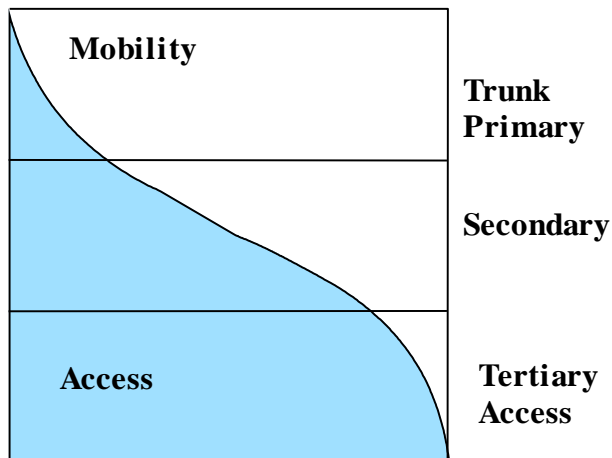 Mobility
Trunk
Primary
Secondary
Access
Tertiary
Access